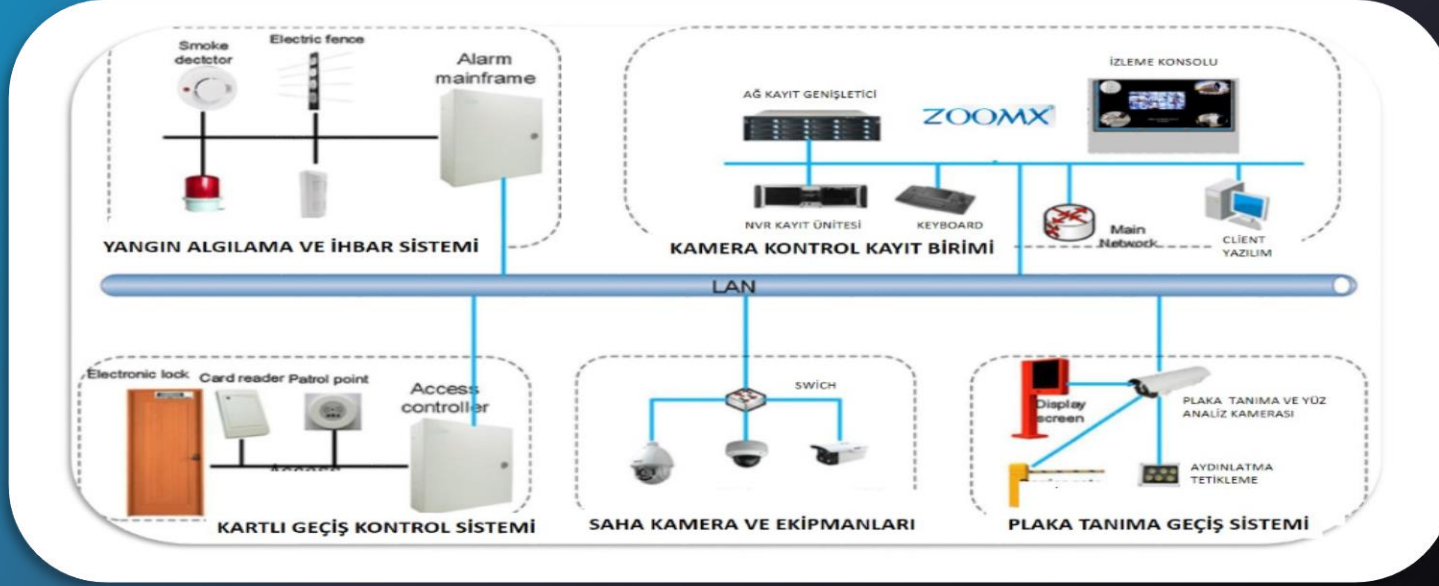 Smoke
dectctor
Electric fence
Alarm
mainframe
YANGIN ALGILAMA VE İHBAR SİSTEMİ
İZLEME KONSOLU
AĞ KAYIT GENİŞLETİCİ
ZOOMX
NVR KAYIT ÜNİTESİ
KEYBOARD
Main
Network
CLİENT
YAZILIM
KAMERA KONTROL KAYIT BİRİMİ
LAN
Electronic lock
Card reader
Patrol point
Access
controller
KARTLI GEÇİŞ KONTROL SİSTEMİ
SWİCH
SAHA KAMERA VE EKİPMANLARI
Display
screen
PLAKA TANIMA VE YÜZ
ANALİZ KAMERASI
AYDINLATMA
TETİKLEME
PLAKA TANIMA GEÇİŞ SİSTEMİ